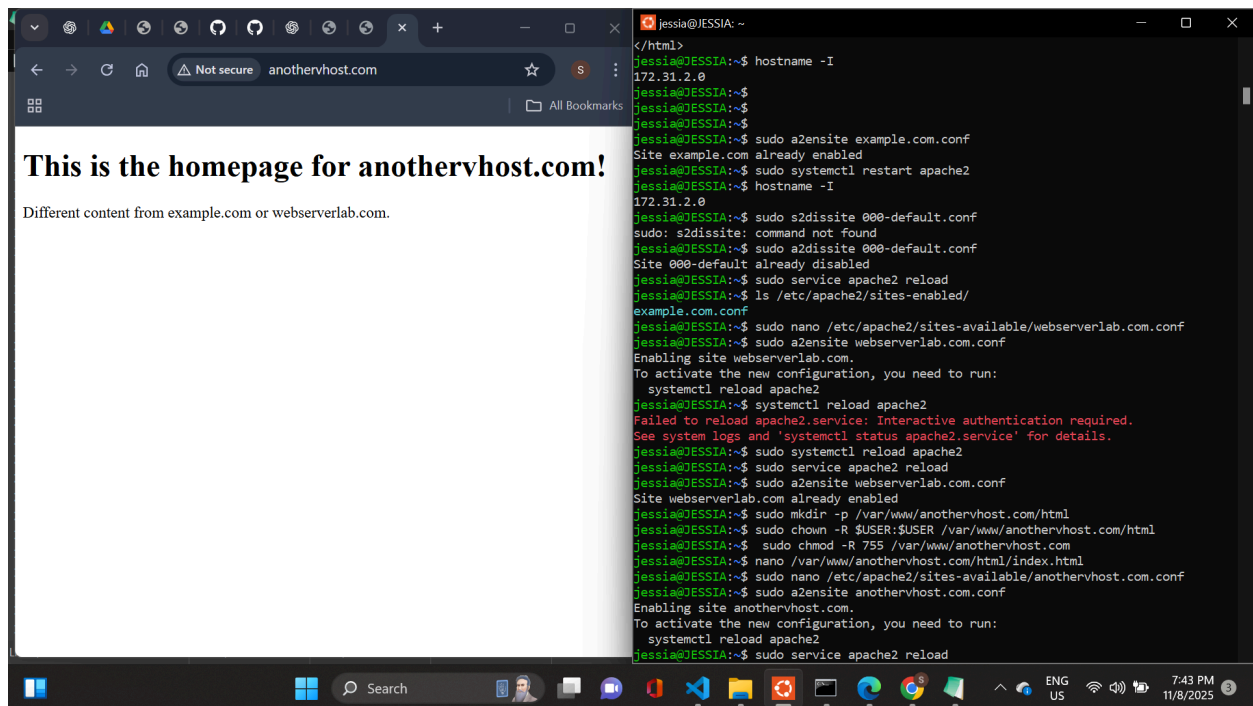 Not secure
anothervhost.com
S
All Bookmarks
This is the homepage for anothervhost.com!
Different content from example.com or webserverlab.com.
jessia@JESSIA: ~
</html>
jessia@JESSIA:~$ hostname -I
172.31.2.0
jessia@JESSIA:~$
jessia@JESSIA:~$
jessia@JESSIA:~$
jessia@JESSIA:~$ sudo a2ensite example.com.conf
Site example.com already enabled
jessia@JESSIA:~$ sudo systemctl restart apache2
jessia@JESSIA:~$ hostname -I
172.31.2.0
jessia@JESSIA:~$ sudo s2dissite 000-default.conf
sudo: s2dissite: command not found
jessia@JESSIA:~$ sudo a2dissite 000-default.conf
Site 000-default already disabled
jessia@JESSIA:~$ sudo service apache2 reload
jessia@JESSIA:~$ ls /etc/apache2/sites-enabled/
example.com.conf
jessia@JESSIA:~$ sudo nano /etc/apache2/sites-available/webserverlab.com.conf
jessia@JESSIA:~$ sudo a2ensite webserverlab.com.conf
Enabling site webserverlab.com.
To activate the new configuration, you need to run:
  systemctl reload apache2
jessia@JESSIA:~$ systemctl reload apache2
Failed to reload apache2.service: Interactive authentication required.
See system logs and 'systemctl status apache2.service' for details.
jessia@JESSIA:~$ sudo systemctl reload apache2
jessia@JESSIA:~$ sudo service apache2 reload
jessia@JESSIA:~$ sudo a2ensite webserverlab.com.conf
Site webserverlab.com already enabled
jessia@JESSIA:~$ sudo mkdir -p /var/www/anothervhost.com/html
jessia@JESSIA:~$ sudo chown -R $USER:$USER /var/www/anothervhost.com/html
jessia@JESSIA:~$  sudo chmod -R 755 /var/www/anothervhost.com
jessia@JESSIA:~$ nano /var/www/anothervhost.com/html/index.html
jessia@JESSIA:~$ sudo nano /etc/apache2/sites-available/anothervhost.com.conf
jessia@JESSIA:~$ sudo a2ensite anothervhost.com.conf
Enabling site anothervhost.com.
To activate the new configuration, you need to run:
  systemctl reload apache2
jessia@JESSIA:~$ sudo service apache2 reload
Search
S
ENG
US
7:43 PM
11/8/2025
3